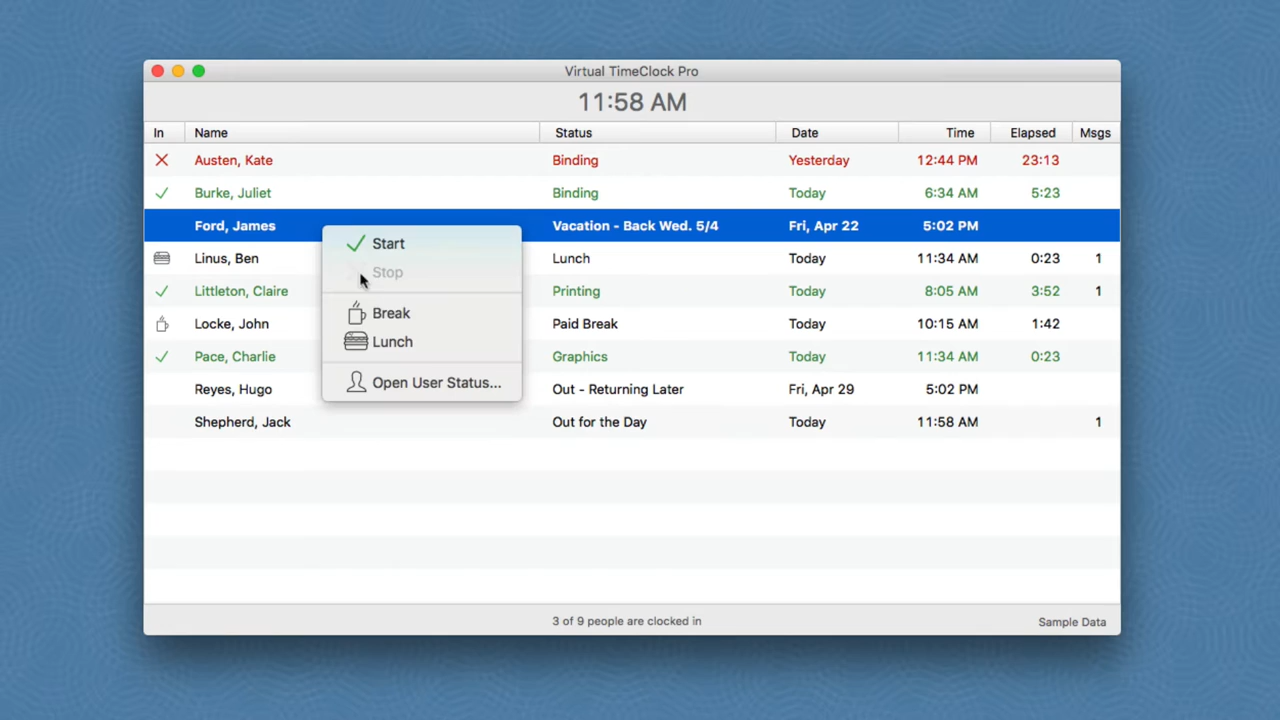 Virtual TimeClock Pro
11:58 AM
In Name Status Date Time Elapsed Msgs
Austen, Kate Binding Yesterday 12:44 PM 23:13
Burke, Juliet Binding Today 6:34 AM 5:23
Ford, James Vacation - Back Wed. 5/4 Fri, Apr 22 5:02 PM
Start
Linus, Ben Lunch Today 11:34 AM 0:23 1
Stop
Littleton, Claire Printing Today 8:05 AM 3:52 1
Break
Locke, John Paid Break Today 10:15 AM 1:42
Lunch
Pace, Charlie Graphics Today 11:34 AM 0:23
Open User Status...
Reyes, Hugo Out - Returning Later Fri, Apr 29 5:02 PM
Shepherd, Jack Out for the Day Today 11:58 AM 1
3 of 9 people are clocked in
Sample Data